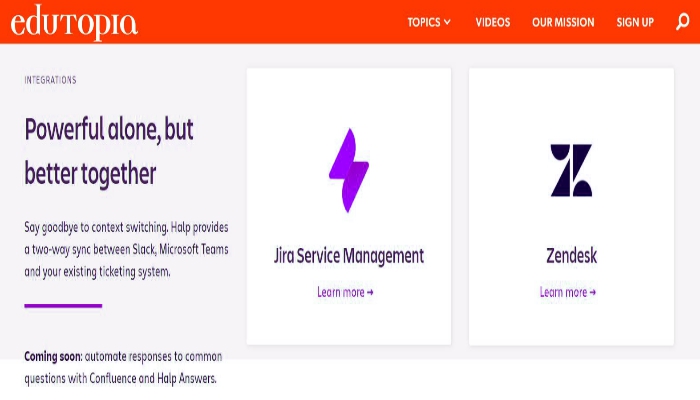 edutopia
TOPICS VIDEOS OUR MISSION SIGN UP
INTEGRATIONS
Powerful alone, but
better together
Say goodbye to context switching. Halp provides
a two-way sync between Slack, Microsoft Teams
and your existing ticketing system.
Coming soon: automate responses to common
questions with Confluence and Halp Answers.
Jira Service Management
Learn more →
Zendesk
Learn more →